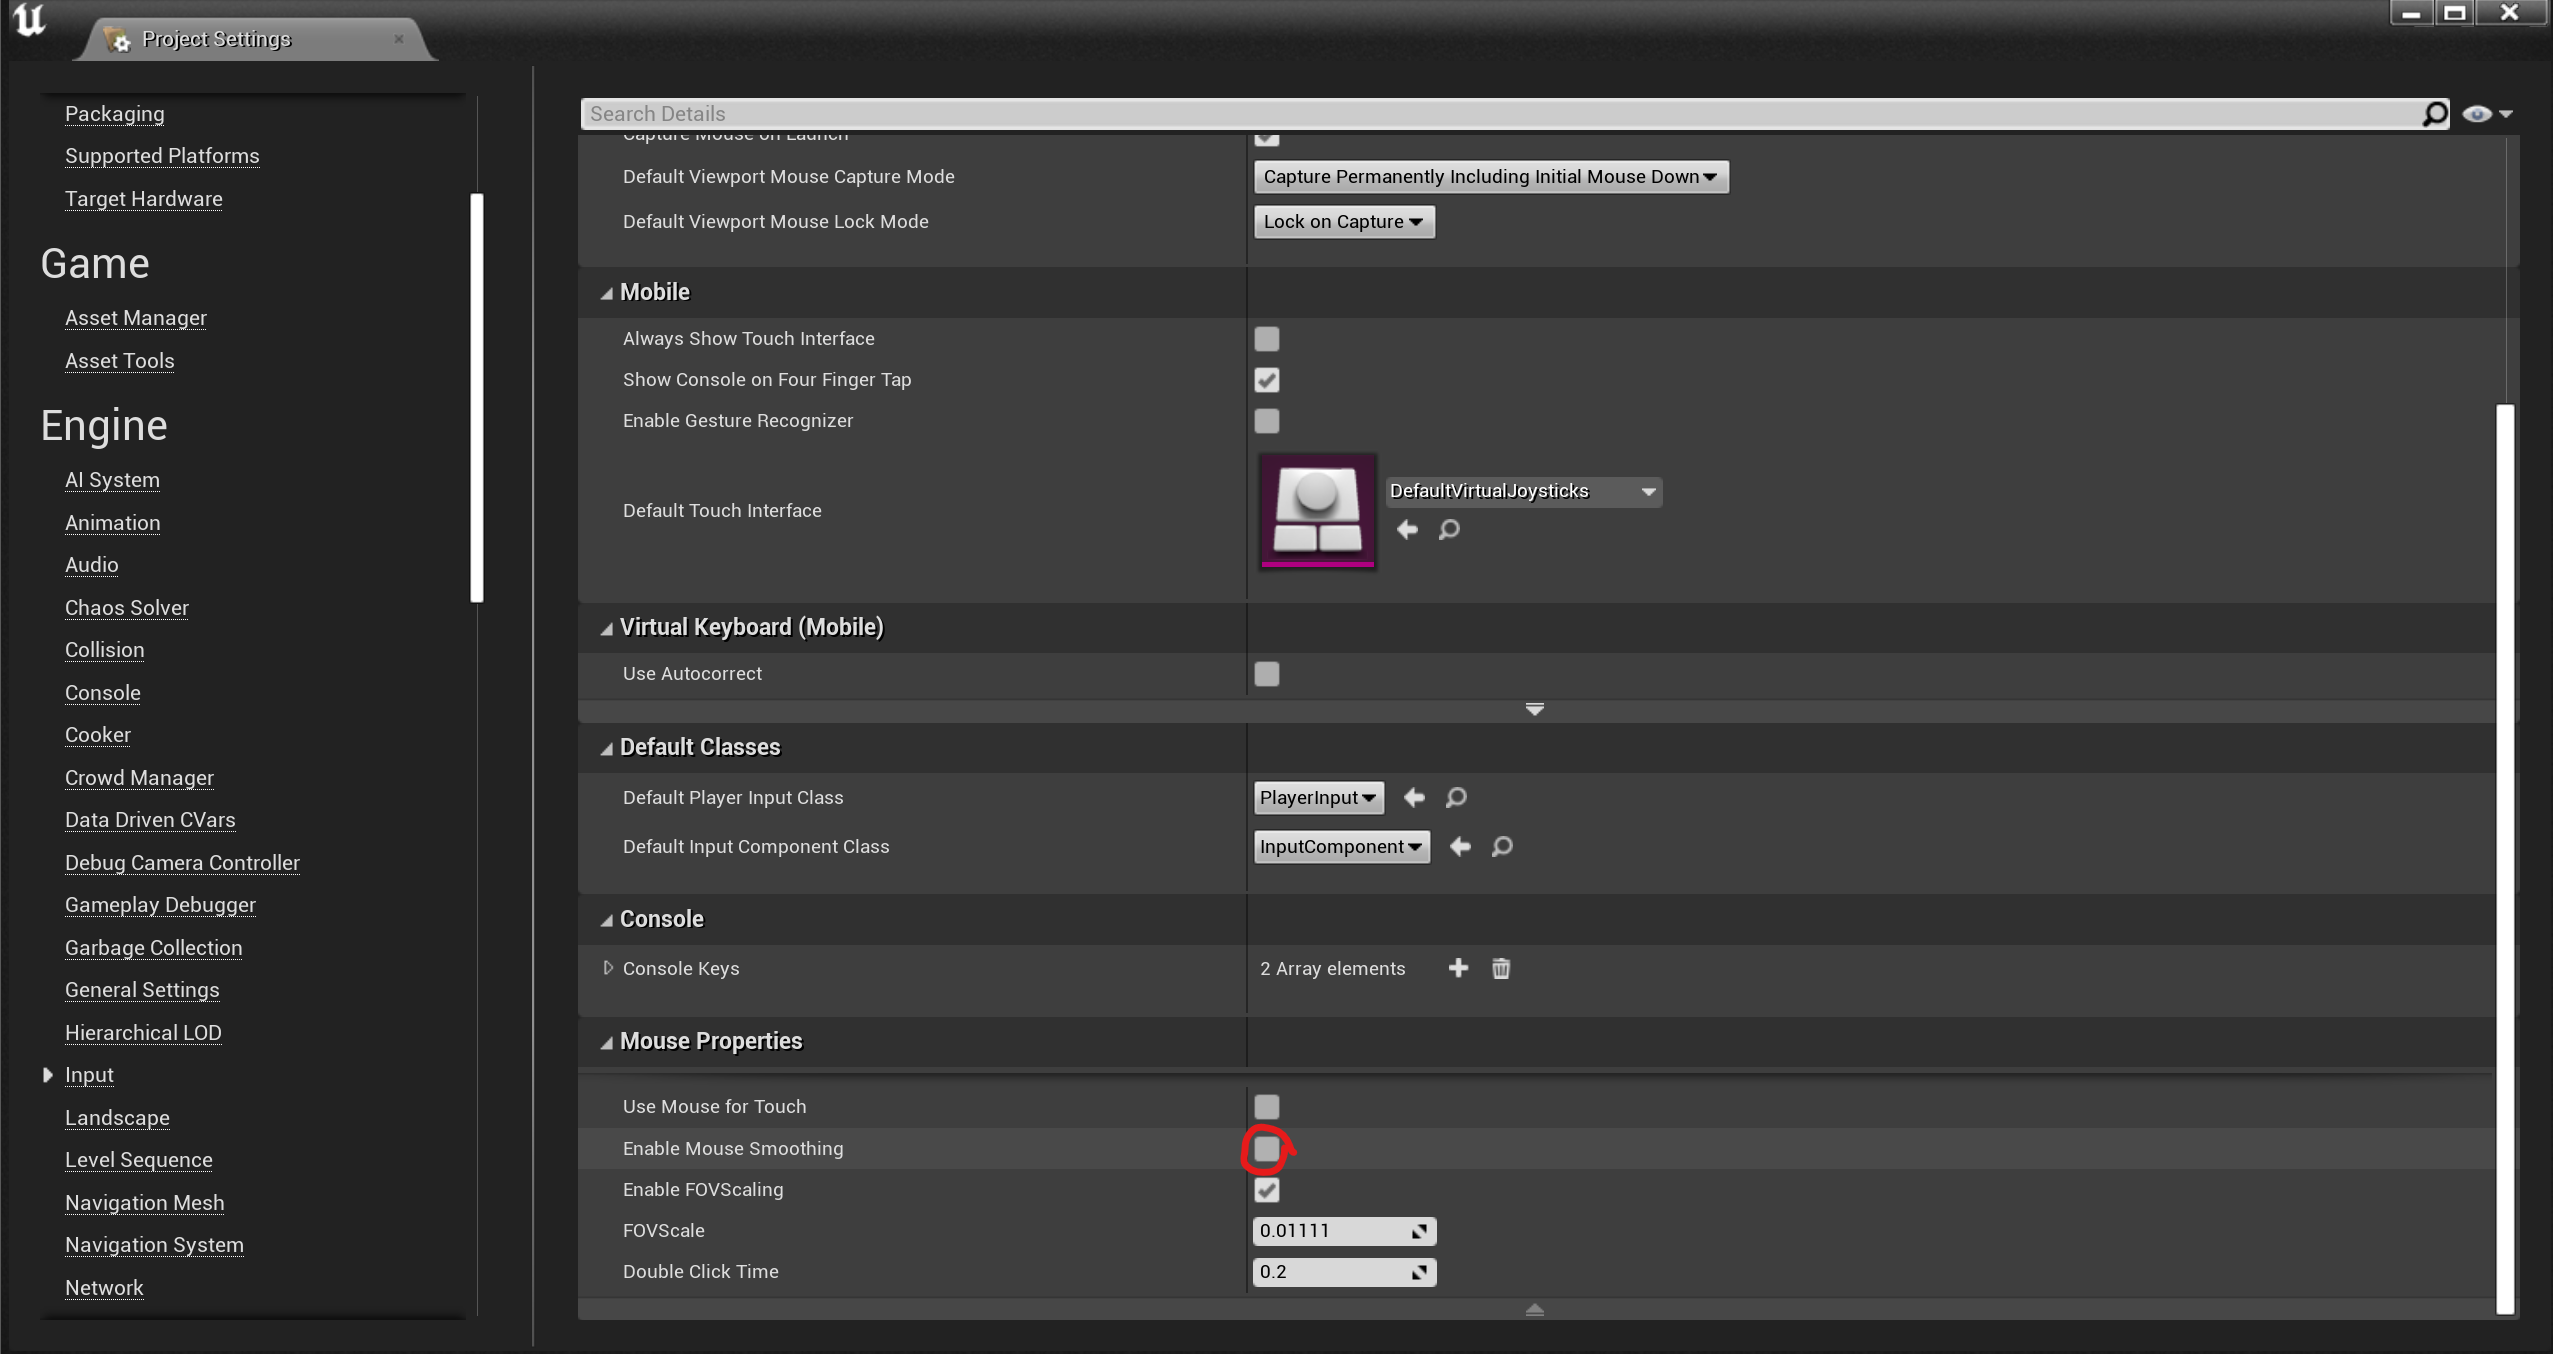 Project Settings
Packaging
Supported Platforms
Target Hardware
Game
Asset Manager
Asset Tools
Engine
AI System
Animation
Audio
Chaos Solver
Collision
Console
Cooker
Crowd Manager
Data Driven CVars
Debug Camera Controller
Gameplay Debugger
Garbage Collection
General Settings
Hierarchical LOD
Input
Landscape
Level Sequence
Navigation Mesh
Navigation System
Network
Search Details
Capture Mouse on Launch
Default Viewport Mouse Capture Mode Capture Permanently Including Initial Mouse Down
Default Viewport Mouse Lock Mode Lock on Capture
Mobile
Always Show Touch Interface
Show Console on Four Finger Tap
Enable Gesture Recognizer
Default Touch Interface DefaultVirtualJoysticks
Virtual Keyboard (Mobile)
Use Autocorrect
Default Classes
Default Player Input Class PlayerInput
Default Input Component Class InputComponent
Console
Console Keys 2 Array elements
Mouse Properties
Use Mouse for Touch
Enable Mouse Smoothing
Enable FOVScaling
FOVScale 0.01111
Double Click Time 0.2